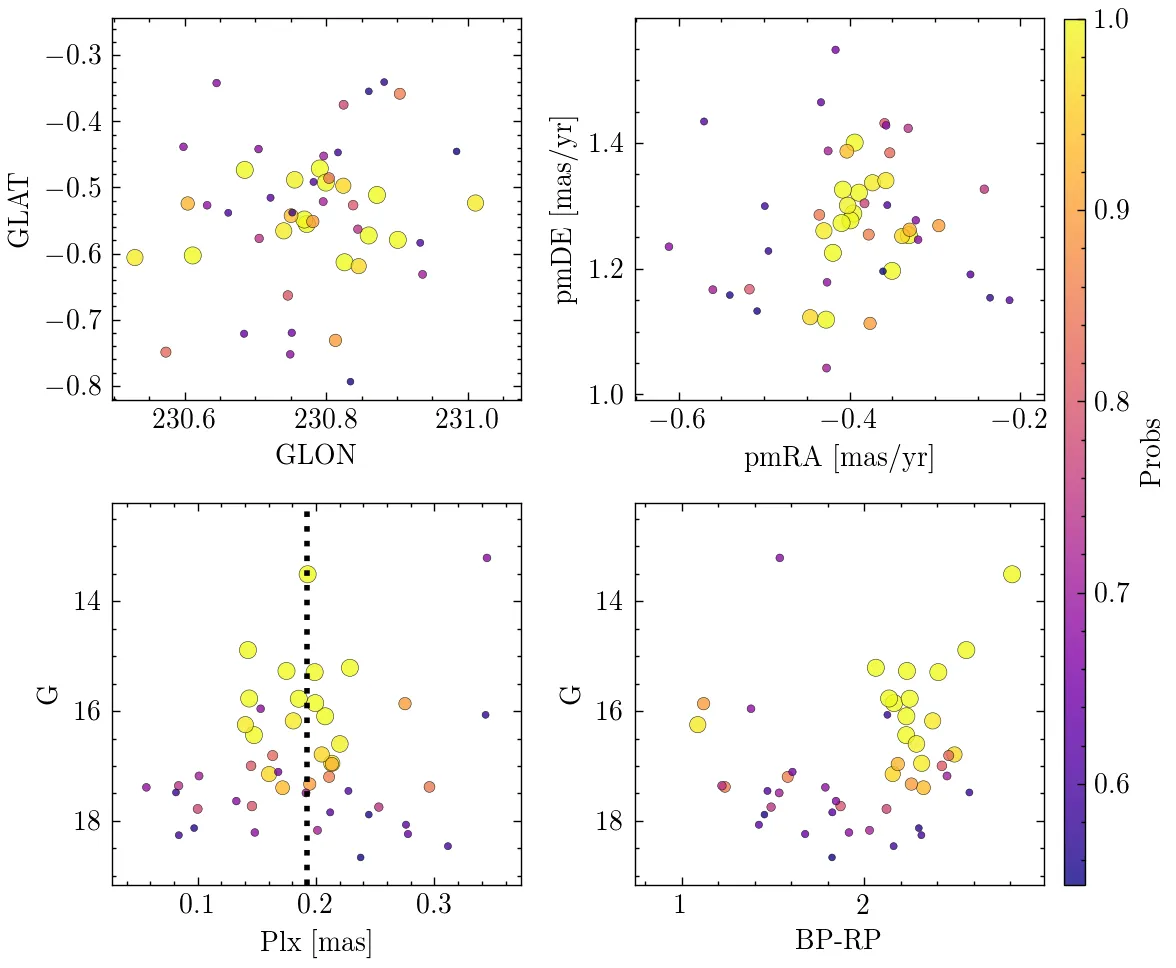 −0.3
−0.4
−0.5
−0.6
−0.7
−0.8
GLAT
230.6 230.8 231.0
GLON
1.4
1.2
1.0
pmDE [mas/yr]
−0.6 −0.4 −0.2
pmRA [mas/yr]
14
16
18
G
0.1 0.2 0.3
Plx [mas]
14
16
18
G
1 2
BP-RP
1.0
0.9
0.8
0.7
0.6
Probs